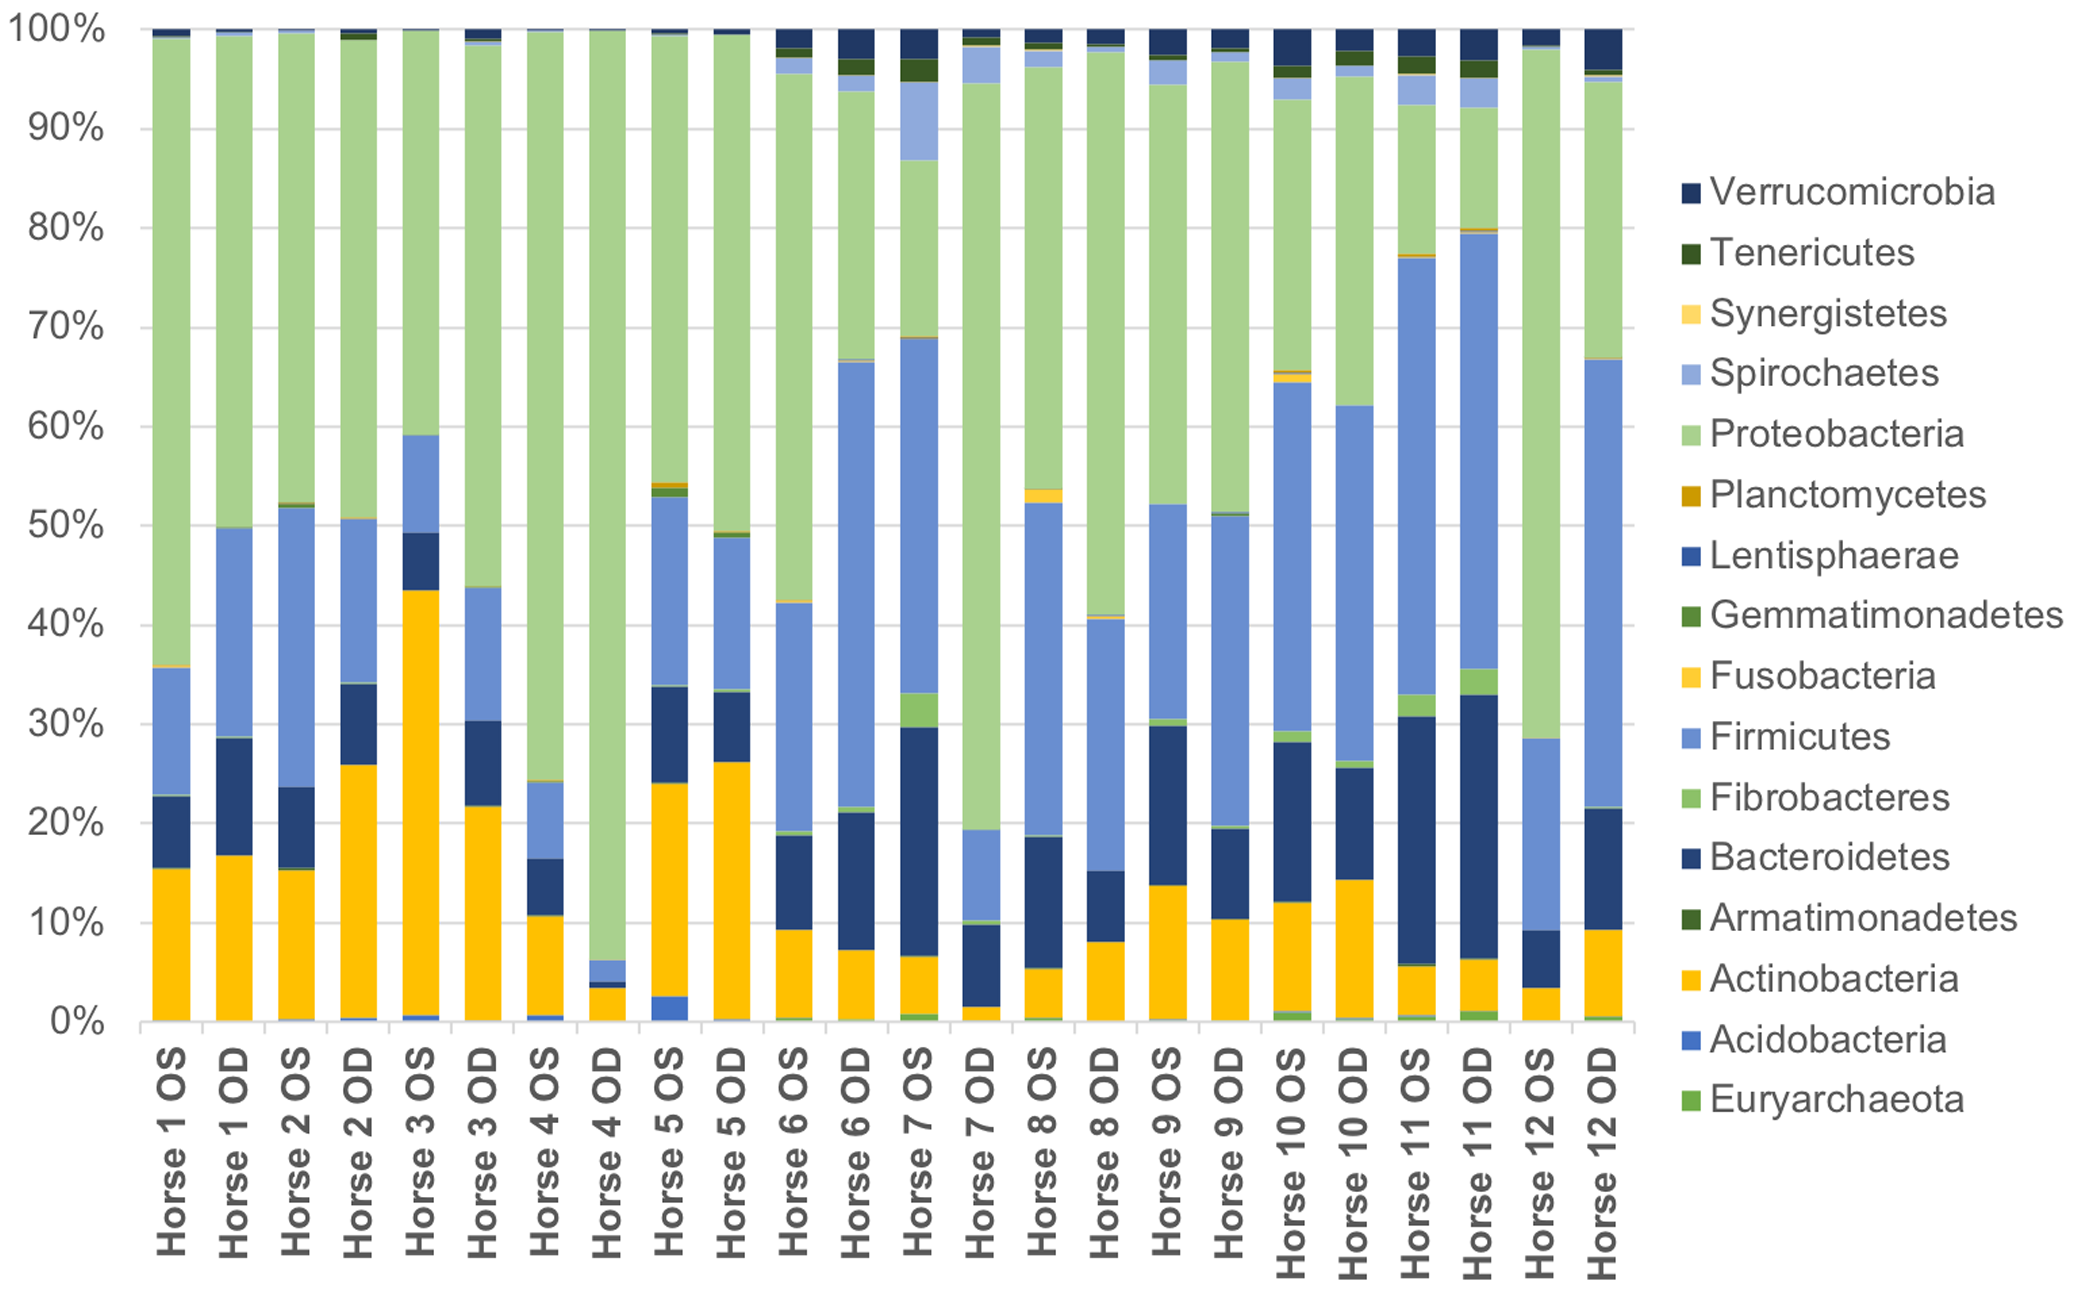 100%
90%
80%
70%
60%
50%
40%
30%
20%
10%
0%
Horse 1 OS
Horse 1 OD
Horse 2 OS
Horse 2 OD
Horse 3 OS
Horse 3 OD
Horse 4 OS
Horse 4 OD
Horse 5 OS
Horse 5 OD
Horse 6 OS
Horse 6 OD
Horse 7 OS
Horse 7 OD
Horse 8 OS
Horse 8 OD
Horse 9 OS
Horse 9 OD
Horse 10 OS
Horse 10 OD
Horse 11 OS
Horse 11 OD
Horse 12 OS
Horse 12 OD
Verrucomicrobia
Tenericutes
Synergistetes
Spirochaetes
Proteobacteria
Planctomycetes
Lentisphaerae
Gemmatimonadetes
Fusobacteria
Firmicutes
Fibrobacteres
Bacteroidetes
Armatimonadetes
Actinobacteria
Acidobacteria
Euryarchaeota